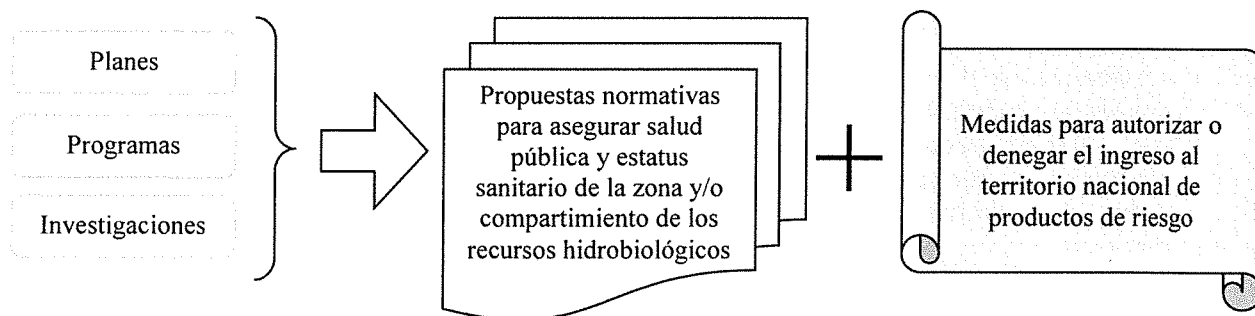 Planes
Programas
Investigaciones
Propuestas normativas
para asegurar salud
pública y estatus
sanitario de la zona y/o
compartimiento de los
recursos hidrobiológicos
+
Medidas para autorizar o
denegar el ingreso al
territorio nacional de
productos de riesgo